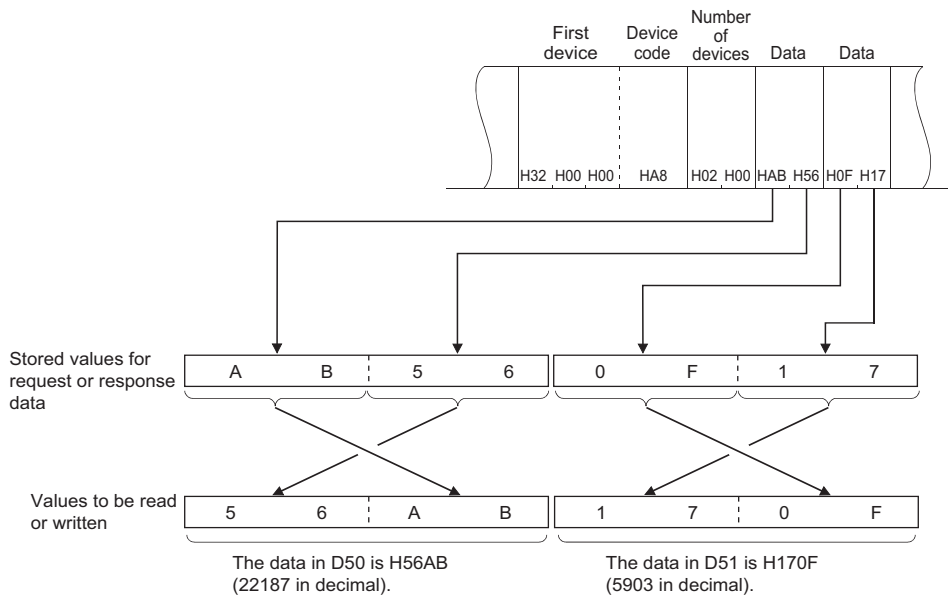 First device
Device code
Number of devices
Data
Data
H32 H00 H00 HA8 H02 H00 HAB H56 H0F H17
Stored values for request or response data
A B 5 6 0 F 1 7
Values to be read or written
5 6 A B 1 7 0 F
The data in D50 is H56AB
(22187 in decimal).
The data in D51 is H170F
(5903 in decimal).